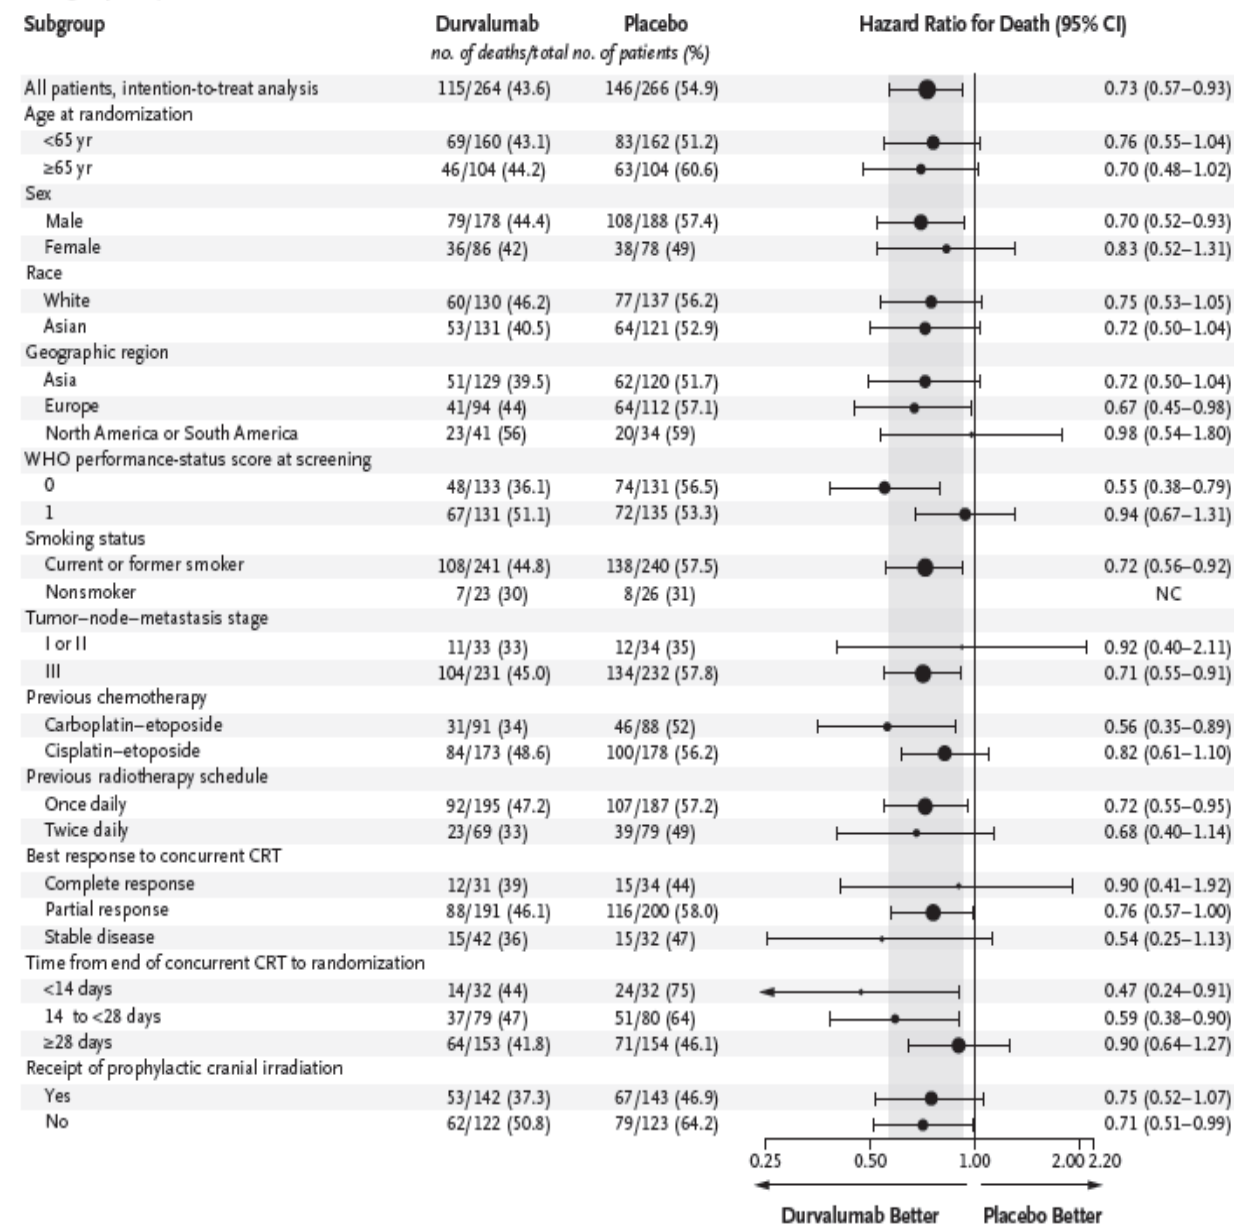 Subgroup Durvalumab Placebo Hazard Ratio for Death (95% CI)
no. of deaths/total no. of patients (%)
All patients, intention-to-treat analysis 115/264 (43.6) 146/266 (54.9) 0.73 (0.57–0.93)
Age at randomization
<65 yr 69/160 (43.1) 83/162 (51.2) 0.76 (0.55–1.04)
≥65 yr 46/104 (44.2) 63/104 (60.6) 0.70 (0.48–1.02)
Sex
Male 79/178 (44.4) 108/188 (57.4) 0.70 (0.52–0.93)
Female 36/86 (42) 38/78 (49) 0.83 (0.52–1.31)
Race
White 60/130 (46.2) 77/137 (56.2) 0.75 (0.53–1.05)
Asian 53/131 (40.5) 64/121 (52.9) 0.72 (0.50–1.04)
Geographic region
Asia 51/129 (39.5) 62/120 (51.7) 0.72 (0.50–1.04)
Europe 41/94 (44) 64/112 (57.1) 0.67 (0.45–0.98)
North America or South America 23/41 (56) 20/34 (59) 0.98 (0.54–1.80)
WHO performance-status score at screening
0 48/133 (36.1) 74/131 (56.5) 0.55 (0.38–0.79)
1 67/131 (51.1) 72/135 (53.3) 0.94 (0.67–1.31)
Smoking status
Current or former smoker 108/241 (44.8) 138/240 (57.5) 0.72 (0.56–0.92)
Nonsmoker 7/23 (30) 8/26 (31) NC
Tumor–node–metastasis stage
I or II 11/33 (33) 12/34 (35) 0.92 (0.40–2.11)
III 104/231 (45.0) 134/232 (57.8) 0.71 (0.55–0.91)
Previous chemotherapy
Carboplatin–etoposide 31/91 (34) 46/88 (52) 0.56 (0.35–0.89)
Cisplatin–etoposide 84/173 (48.6) 100/178 (56.2) 0.82 (0.61–1.10)
Previous radiotherapy schedule
Once daily 92/195 (47.2) 107/187 (57.2) 0.72 (0.55–0.95)
Twice daily 23/69 (33) 39/79 (49) 0.68 (0.40–1.14)
Best response to concurrent CRT
Complete response 12/31 (39) 15/34 (44) 0.90 (0.41–1.92)
Partial response 88/191 (46.1) 116/200 (58.0) 0.76 (0.57–1.00)
Stable disease 15/42 (36) 15/32 (47) 0.54 (0.25–1.13)
Time from end of concurrent CRT to randomization
<14 days 14/32 (44) 24/32 (75) 0.47 (0.24–0.91)
14 to <28 days 37/79 (47) 51/80 (64) 0.59 (0.38–0.90)
≥28 days 64/153 (41.8) 71/154 (46.1) 0.90 (0.64–1.27)
Receipt of prophylactic cranial irradiation
Yes 53/142 (37.3) 67/143 (46.9) 0.75 (0.52–1.07)
No 62/122 (50.8) 79/123 (64.2) 0.71 (0.51–0.99)
0.25 0.50 1.00 2.00 2.20
Durvalumab Better Placebo Better